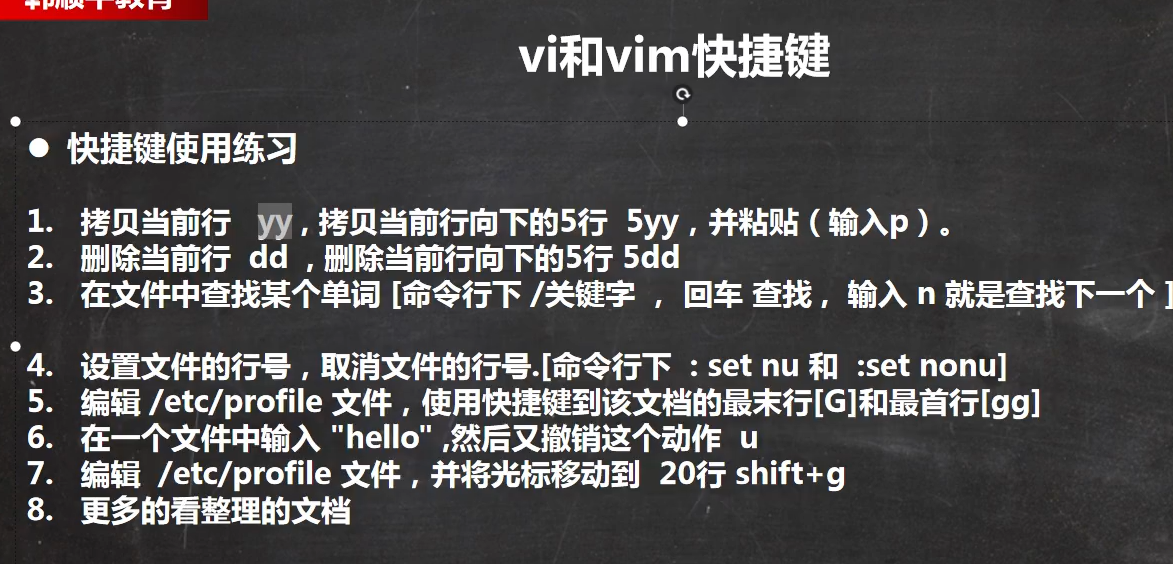 vi和vim快捷键
● 快捷键使用练习
1. 拷贝当前行 yy , 拷贝当前行向下的5行 5yy，并粘贴（输入p）。
2. 删除当前行 dd , 删除当前行向下的5行 5dd
3. 在文件中查找某个单词 [命令行下 /关键字 ， 回车 查找 , 输入 n 就是查找下一个 ]
4. 设置文件的行号，取消文件的行号.[命令行下 : set nu 和 :set nonu]
5. 编辑 /etc/profile 文件，使用快捷键到该文档的最末行[G]和最首行[gg]
6. 在一个文件中输入 "hello" ,然后又撤销这个动作 u
7. 编辑 /etc/profile 文件，并将光标移动到 20行 shift+g
8. 更多的看整理的文档